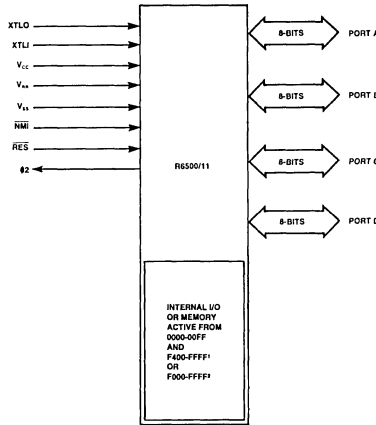 XTLO
XTLI
Vcc
VRR
Vss
NMI
RES
ϕ2
R6500/11
8-BITS
PORT A
8-BITS
PORT
8-BITS
PORT
8-BITS
PORT
INTERNAL I/O
OR MEMORY
ACTIVE FROM
0000-00FF
AND
F400-FFFF¹
OR
F000-FFFF²